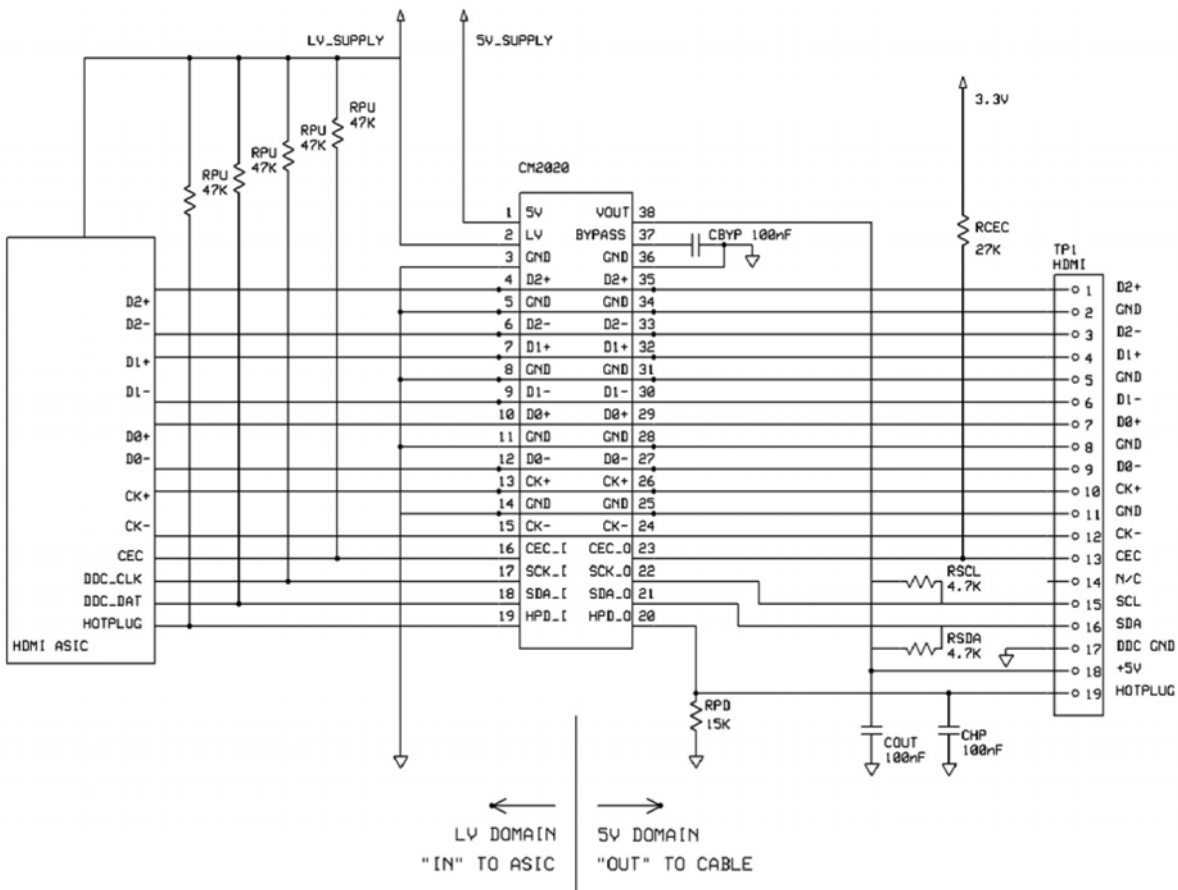 LV_SUPPLY
5V_SUPPLY
3.3V
RPU
47K
RPU
47K
RPU
47K
RPU
47K
CM2020
RCEC
27K
TP1
HDMI
1 5V VOUT 38
2 LV BYPASS 37
CBYP 100nF
3 GND GND 36
4 D2+ D2+ 35
5 GND GND 34
6 D2- D2- 33
7 D1+ D1+ 32
8 GND GND 31
9 D1- D1- 30
10 D0+ D0+ 29
11 GND GND 28
12 D0- D0- 27
13 CK+ CK+ 26
14 GND GND 25
15 CK- CK- 24
16 CEC_I CEC_O 23
17 SCK_I SCK_O 22
18 SDA_I SDA_O 21
19 HPD_I HPD_O 20
D2+
D2-
D1+
D1-
D0+
D0-
CK+
CK-
CEC
DDC_CLK
DDC_DAT
HOTPLUG
HDMI ASIC
1 D2+
2 GND
3 D2-
4 D1+
5 GND
6 D1-
7 D0+
8 GND
9 D0-
10 CK+
11 GND
12 CK-
13 CEC
14 N/C
15 SCL
16 SDA
17 DDC GND
18 +5V
19 HOTPLUG
RSCL
4.7K
RSDA
4.7K
RPD
15K
COUT
100nF
CHP
100nF
LV DOMAIN
"IN" TO ASIC
5V DOMAIN
"OUT" TO CABLE